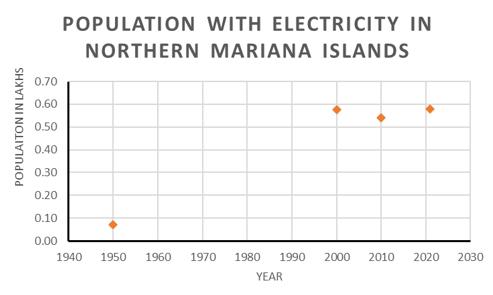 POPULATION WITH ELECTRICITY IN
NORTHERN MARIANA ISLANDS
POPULAITON IN LAKHS
0.70
0.60
0.50
0.40
0.30
0.20
0.10
0.00
1940 1950 1960 1970 1980 1990 2000 2010 2020 2030
YEAR